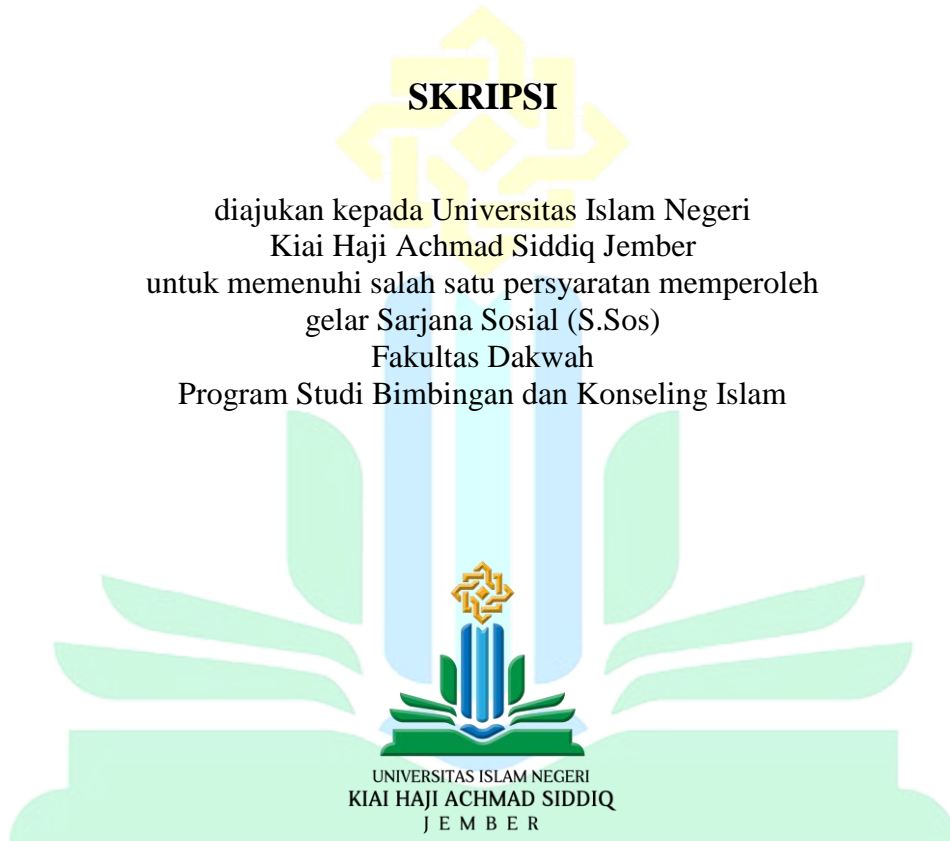 SKRIPSI
diajukan kepada Universitas Islam Negeri
Kiai Haji Achmad Siddiq Jember
untuk memenuhi salah satu persyaratan memperoleh
gelar Sarjana Sosial (S.Sos)
Fakultas Dakwah
Program Studi Bimbingan dan Konseling Islam
UNIVERSITAS ISLAM NEGERI
KIAI HAJI ACHMAD SIDDIQ
JEMBER